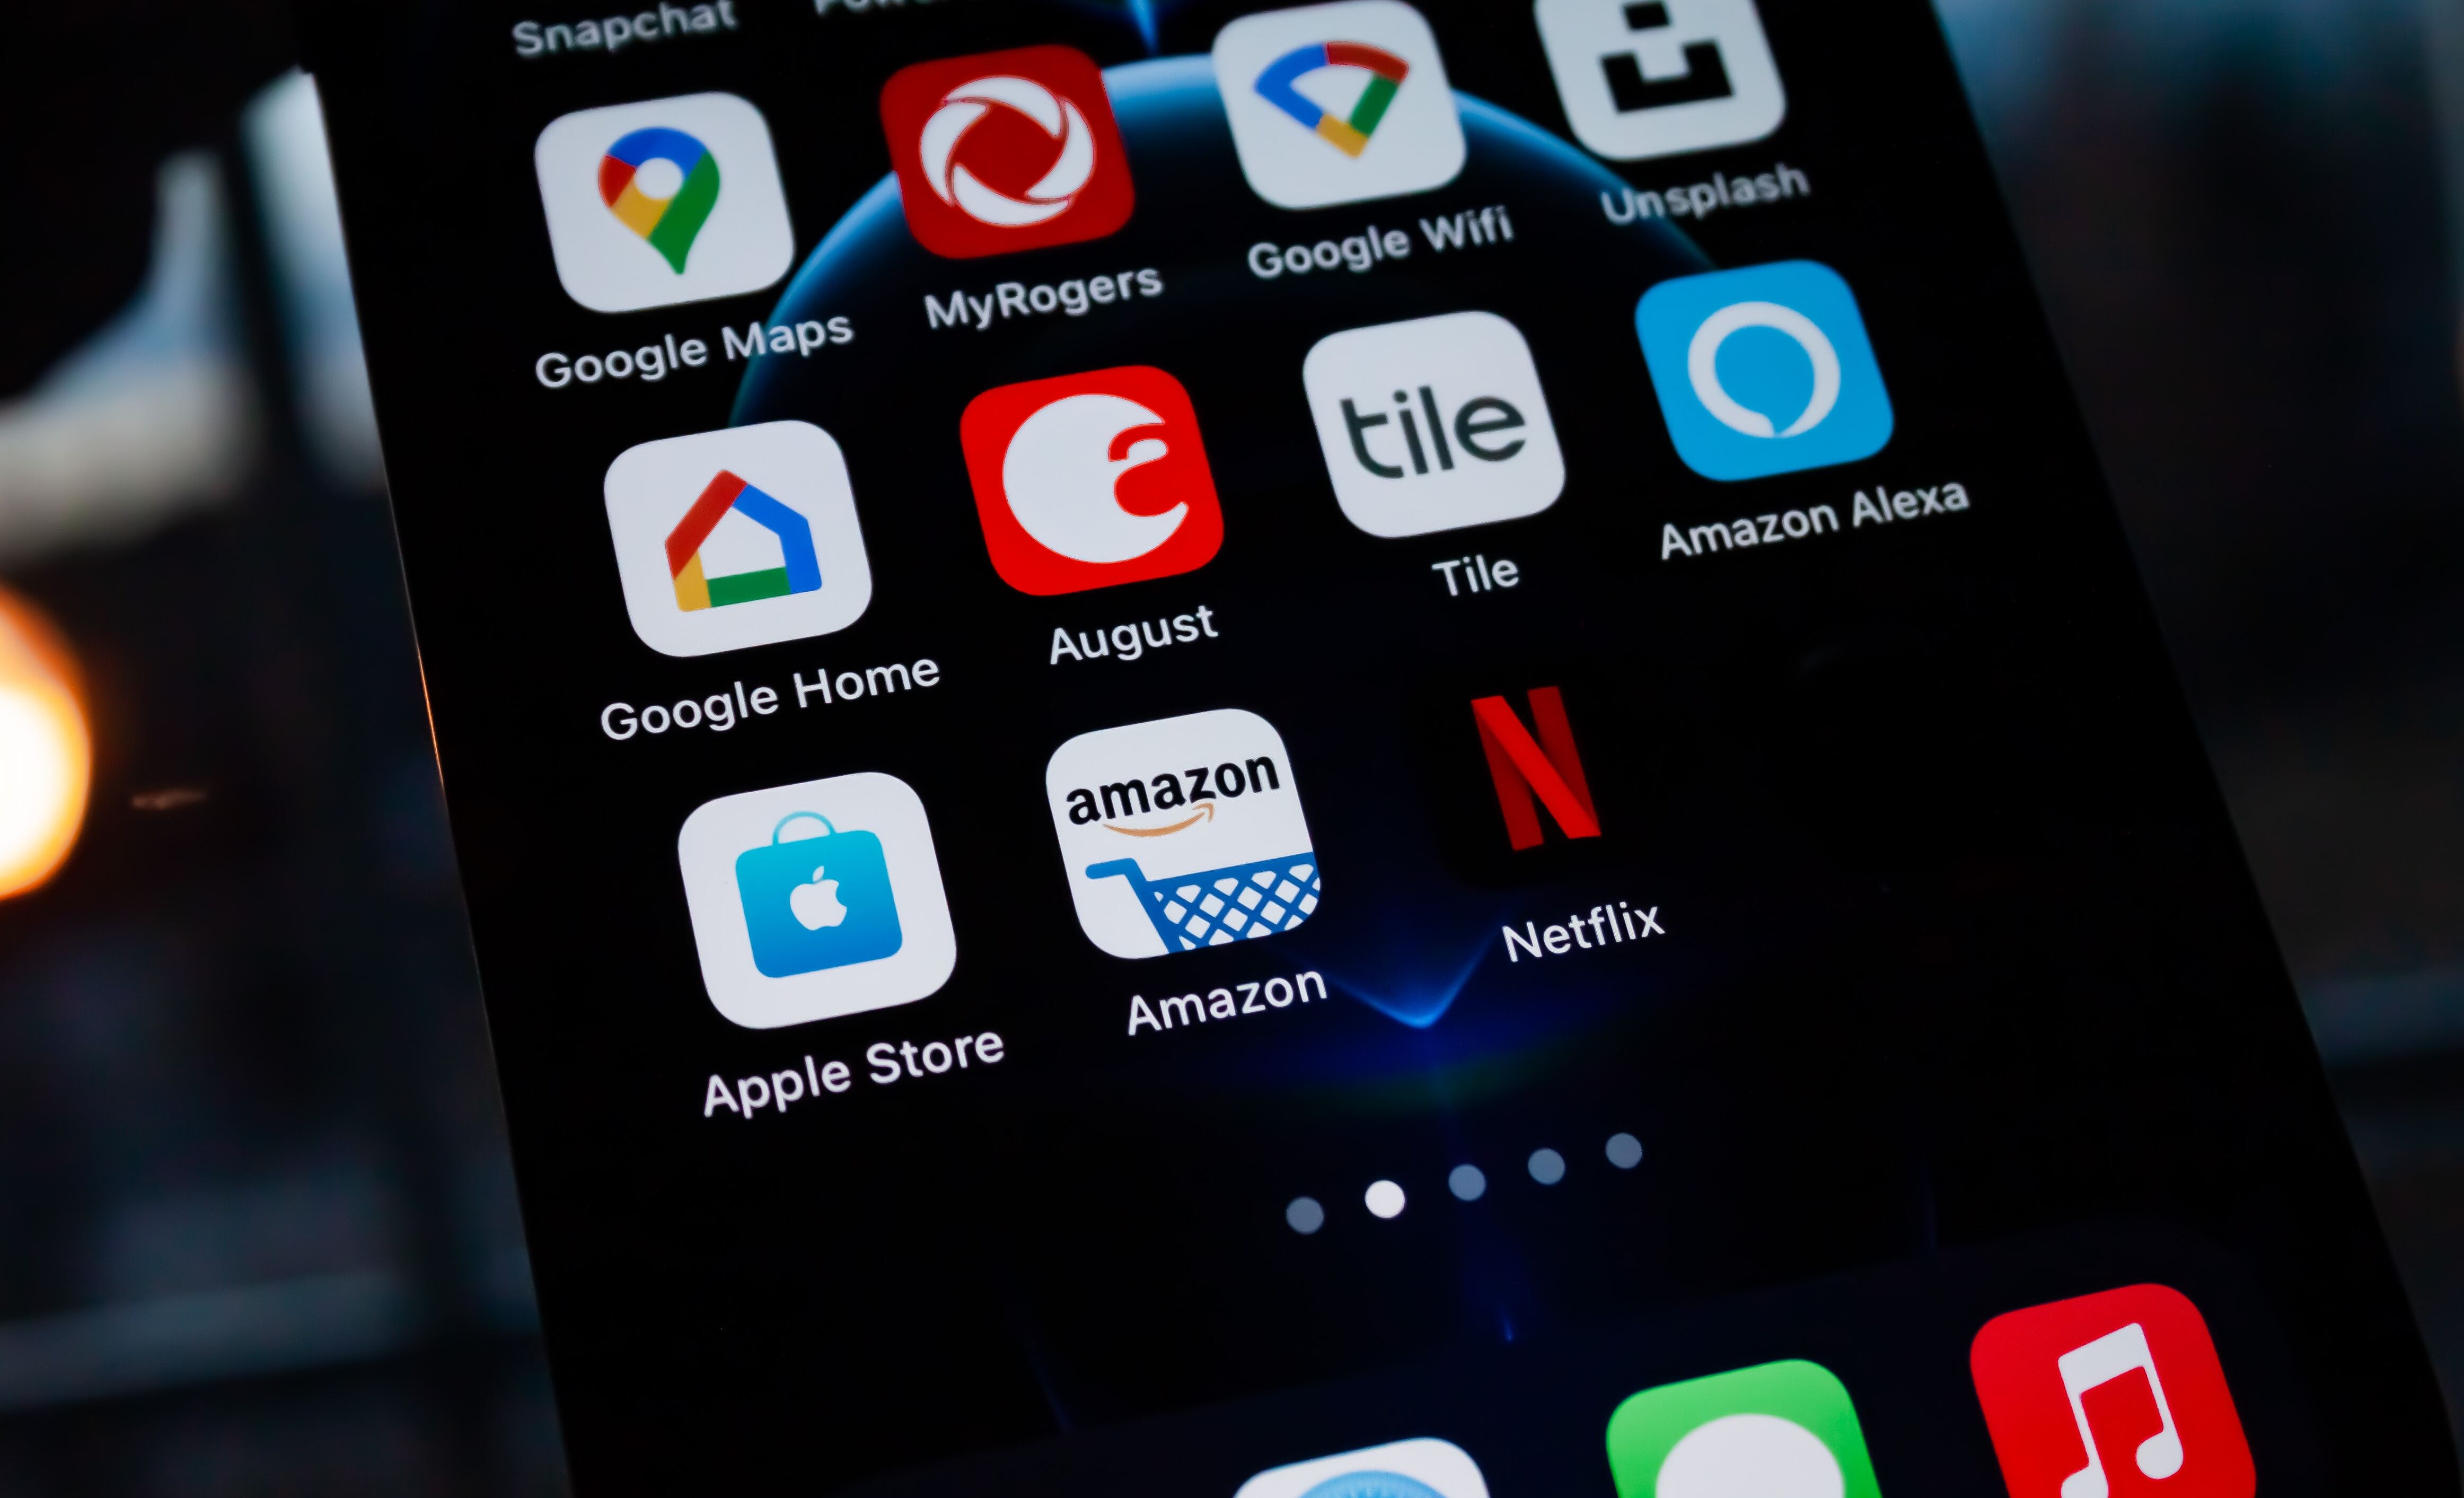 Snapchat
Google Maps
MyRogers
Google Wifi
Unsplash
tile
Google Home
August
Tile
Amazon Alexa
amazon
Apple Store
Amazon
Netflix